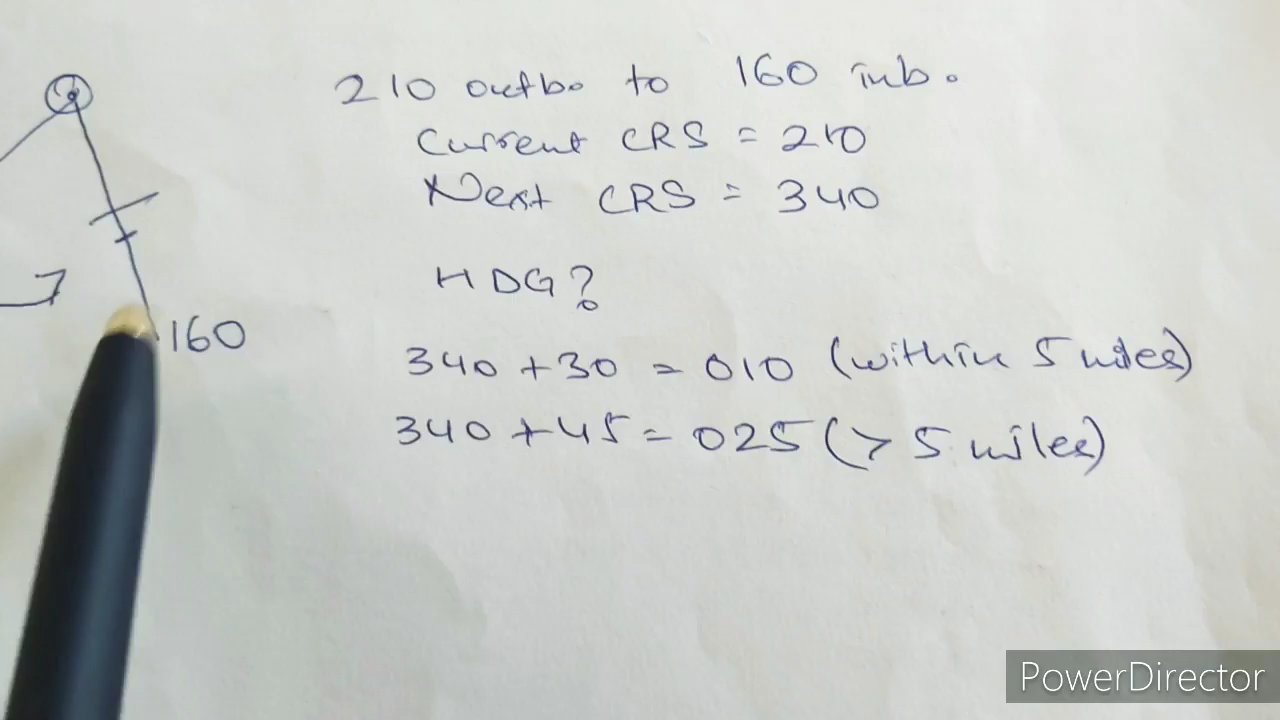 210 outbo to 160 inb.
Current CRS = 210
Next CRS = 340
HDG?
160
340 + 30 = 010 (within 5 miles)
340 + 45 = 025 (> 5 miles)
PowerDirector